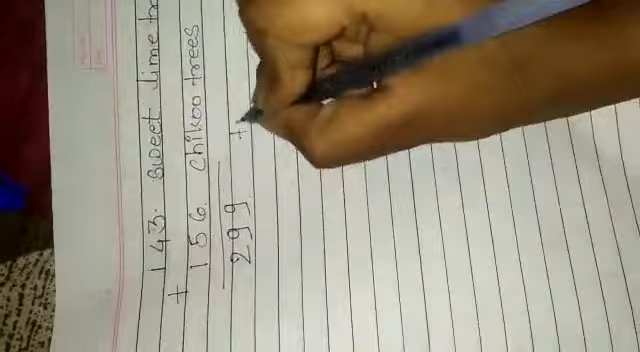 143. sweet lime
+ 156. chikoo trees
299 t